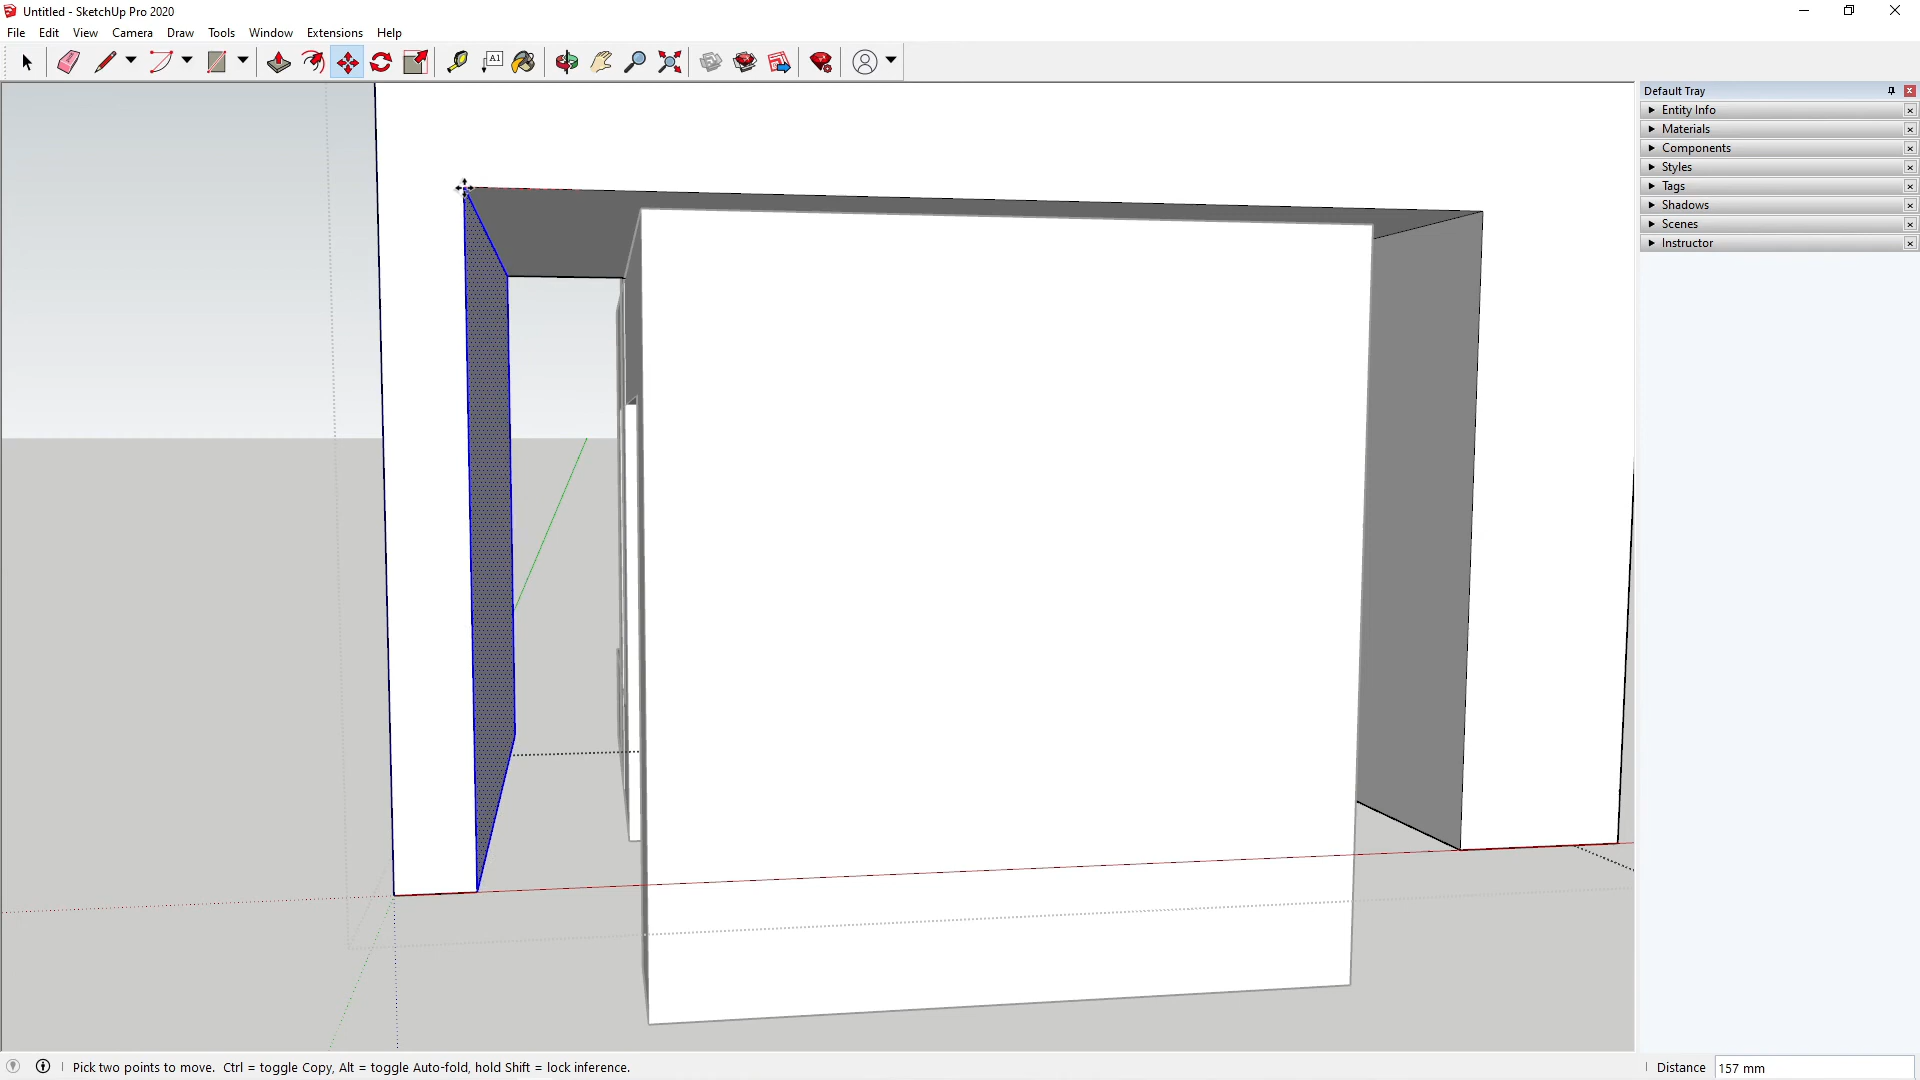 Untitled - SketchUp Pro 2020
File Edit View Camera Draw Tools Window Extensions Help
A1
Default Tray
Entity Info
Materials
Components
Styles
Tags
Shadows
Scenes
Instructor
Pick two points to move. Ctrl = toggle Copy, Alt = toggle Auto-fold, hold Shift = lock inference.
Distance 157 mm